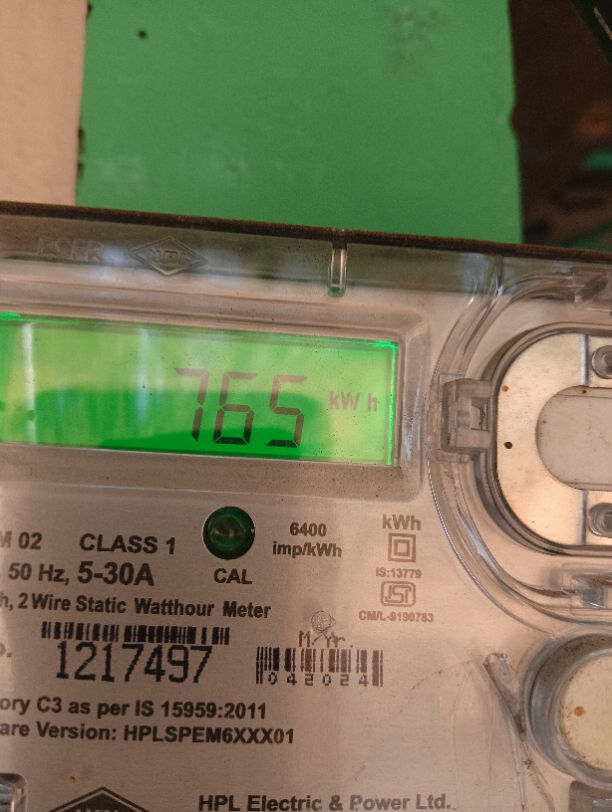 765 kWh
M 02 CLASS 1
6400
imp/kWh
kWh
50 Hz, 5-30A
CAL
IS:13779
h, 2 Wire Static Watthour Meter
CM/L-9190783
M/Yr.
1217497
042024
ory C3 as per IS 15959:2011
are Version: HPLSPEM6XXX01
HPL Electric & Power Ltd.